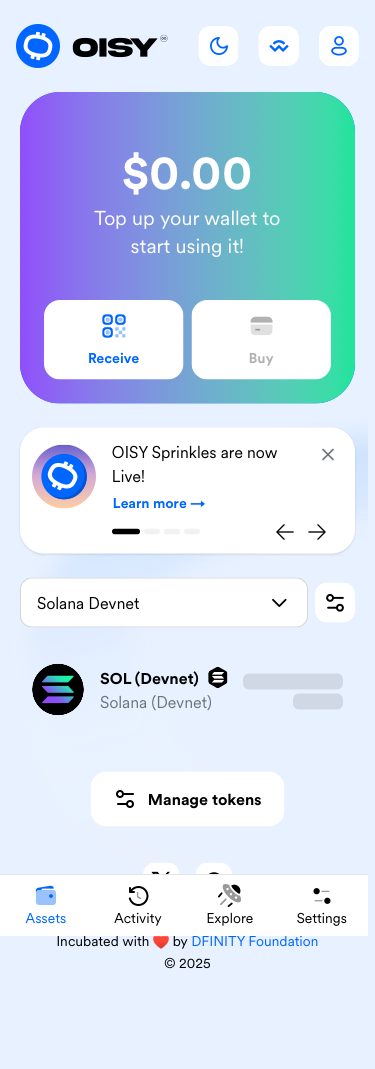 OISY
$0.00
Top up your wallet to
start using it!
Receive
Buy
OISY Sprinkles are now
Live!
Learn more →
Solana Devnet
SOL (Devnet)
Solana (Devnet)
Manage tokens
Assets
Activity
Explore
Settings
Incubated with ❤️ by DFINITY Foundation
© 2025